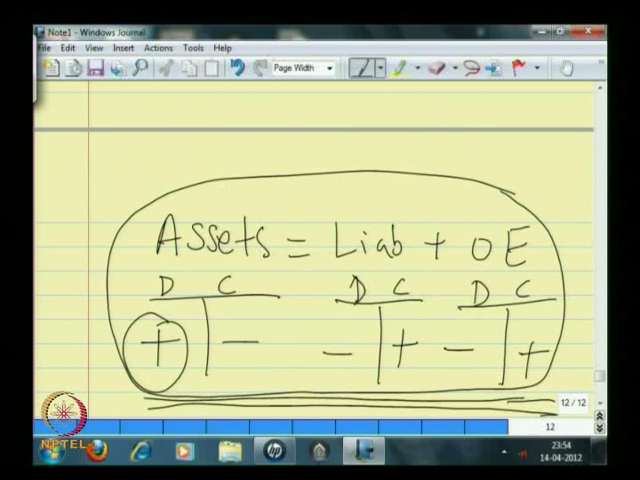 Note1 - Windows Journal
File Edit View Insert Actions Tools Help
Page Width
Assets = Liab + OE
D C D C D C
+ - - + - +
12 / 12
12
NPTEL
hp
23:54
14-04-2012